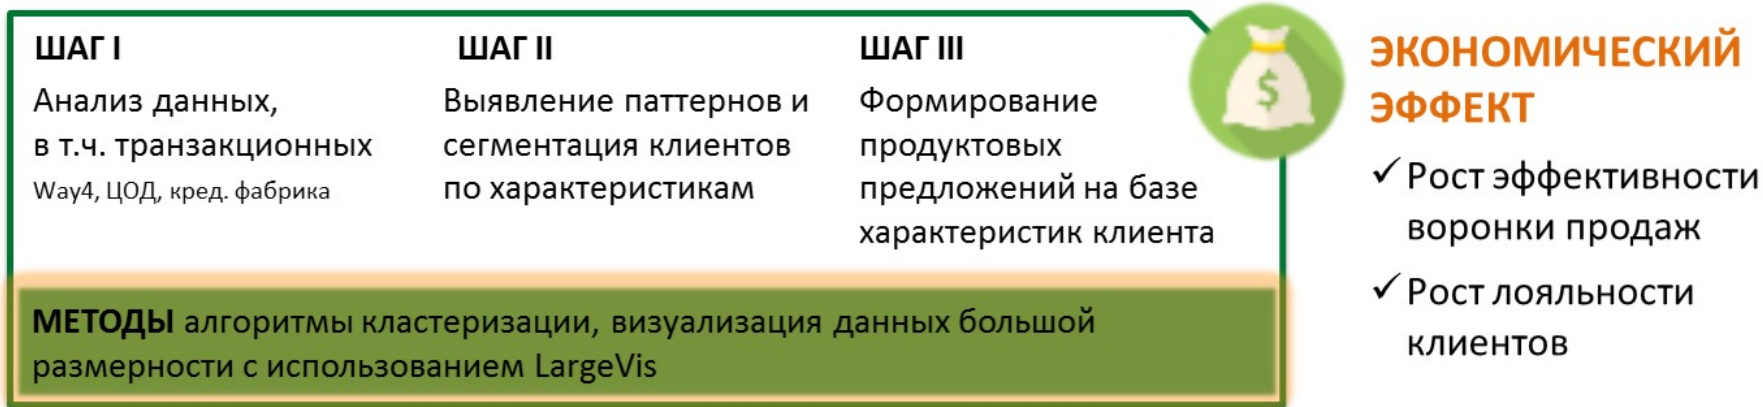 ШАГ I
Анализ данных,
в т.ч. транзакционных
Way4, ЦОД, кред. фабрика
ШАГ II
Выявление паттернов и
сегментация клиентов
по характеристикам
ШАГ III
Формирование
продуктовых
предложений на базе
характеристик клиента
МЕТОДЫ алгоритмы кластеризации, визуализация данных большой
размерности с использованием LargeVis
$
ЭКОНОМИЧЕСКИЙ
ЭФФЕКТ
✓ Рост эффективности
воронки продаж
✓ Рост лояльности
клиентов